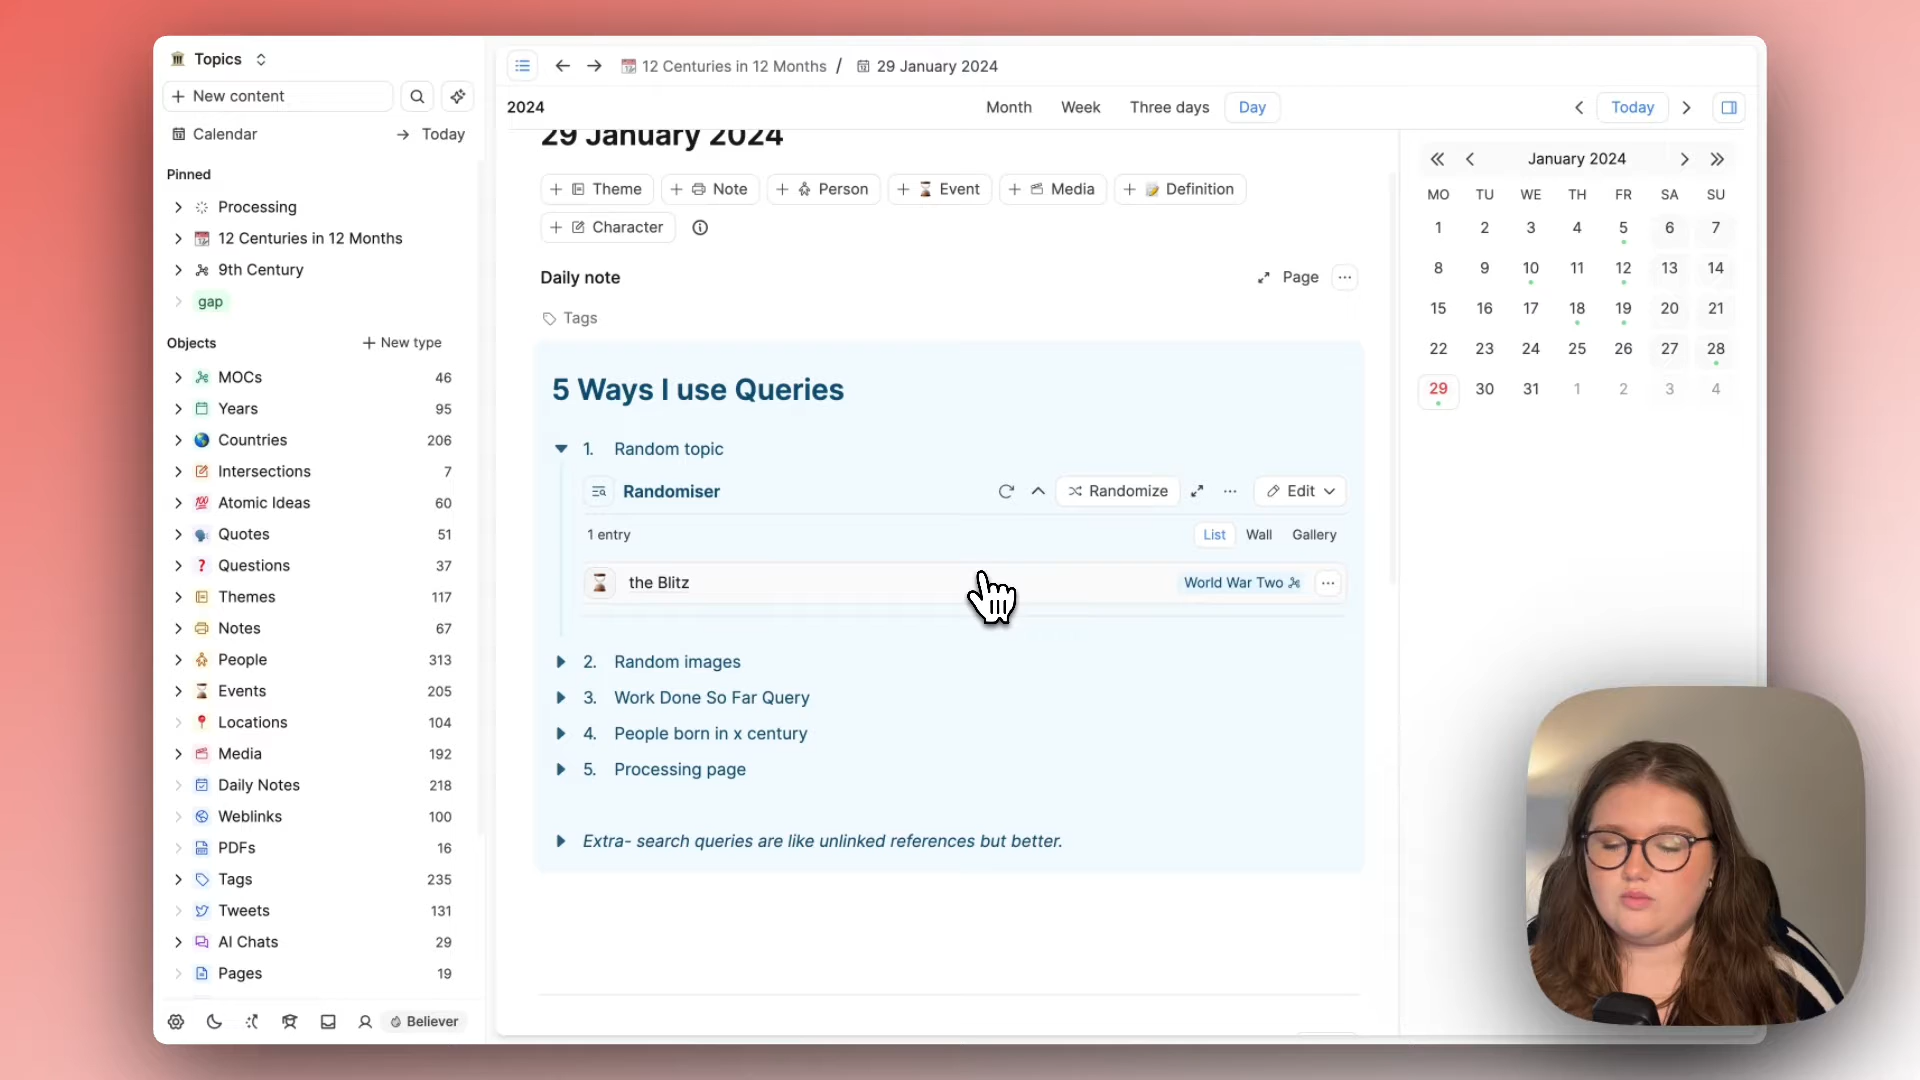 Topics
New content
Calendar
Today
Pinned
Processing
12 Centuries in 12 Months
9th Century
gap
Objects
New type
MOCs 46
Years 95
Countries 206
Intersections 7
Atomic Ideas 60
Quotes 51
Questions 37
Themes 117
Notes 67
People 313
Events 205
Locations 104
Media 192
Daily Notes 218
Weblinks 100
PDFs 16
Tags 235
Tweets 131
AI Chats 29
Pages 19
Believer
12 Centuries in 12 Months / 29 January 2024
2024
Month Week Three days Day
Today
29 January 2024
Theme Note Person Event Media Definition
Character
Daily note
Page
Tags
5 Ways I use Queries
1. Random topic
Randomiser
Randomize
Edit
1 entry
List Wall Gallery
the Blitz
World War Two
2. Random images
3. Work Done So Far Query
4. People born in x century
5. Processing page
Extra- search queries are like unlinked references but better.
January 2024
MO TU WE TH FR SA SU
1 2 3 4 5 6 7
8 9 10 11 12 13 14
15 16 17 18 19 20 21
22 23 24 25 26 27 28
29 30 31 1 2 3 4